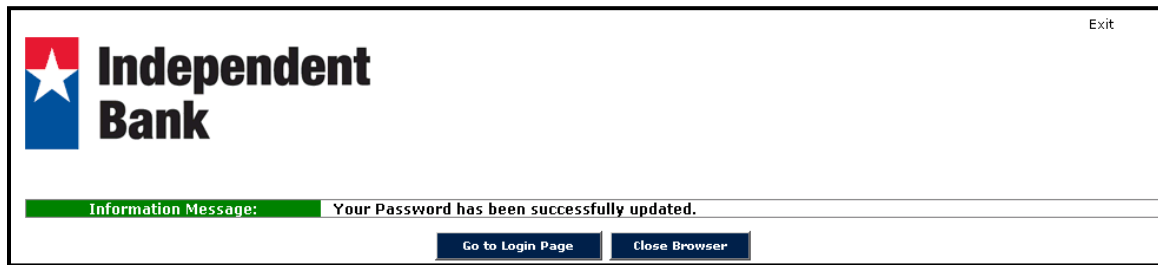 Exit
Independent
Bank
Information Message: Your Password has been successfully updated.
Go to Login Page Close Browser